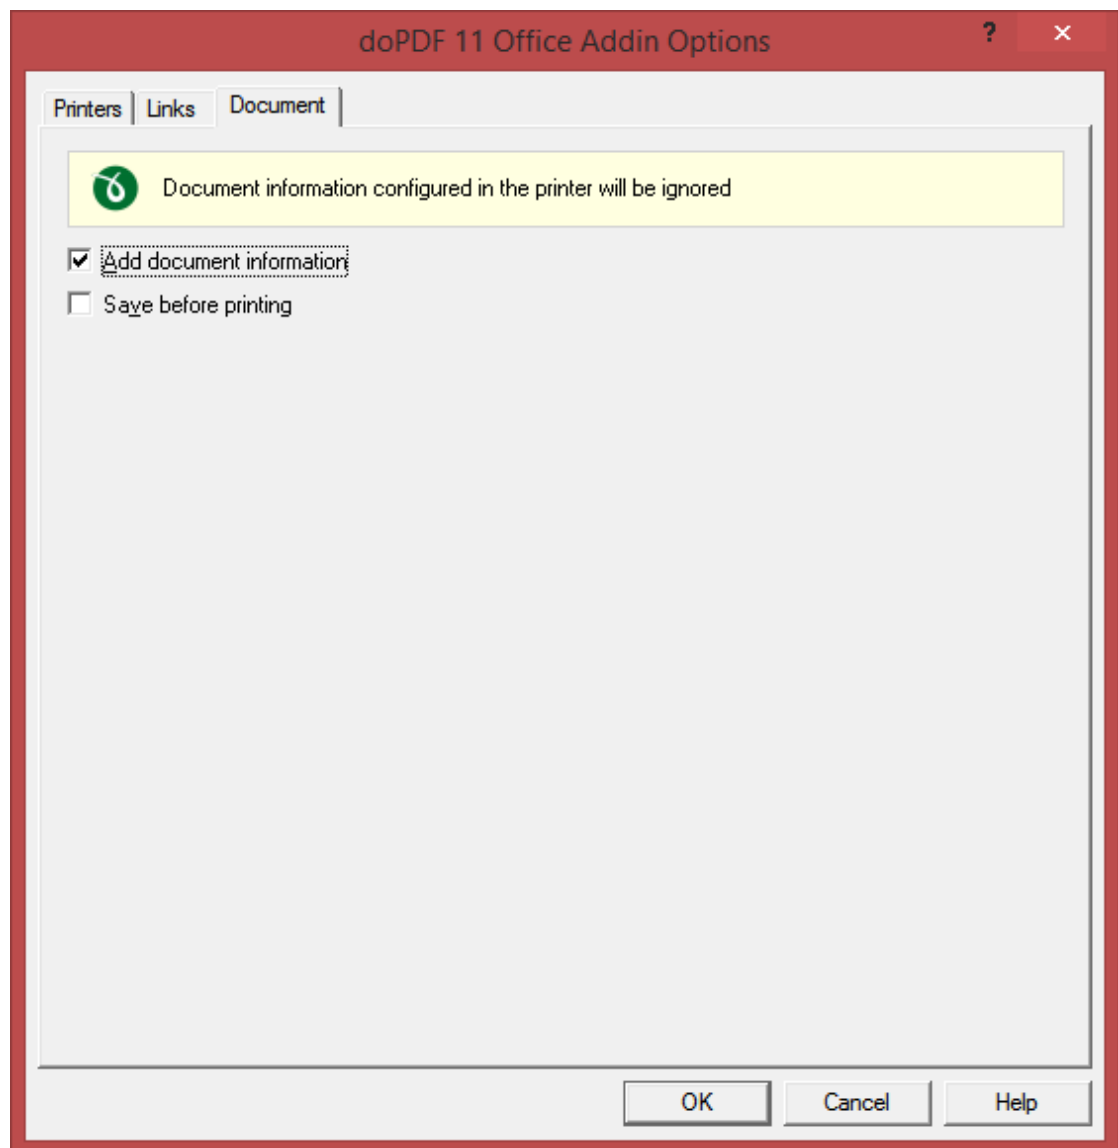 doPDF 11 Office Addin Options
?
Printers Links Document
Document information configured in the printer will be ignored
Add document information
Save before printing
OK Cancel Help